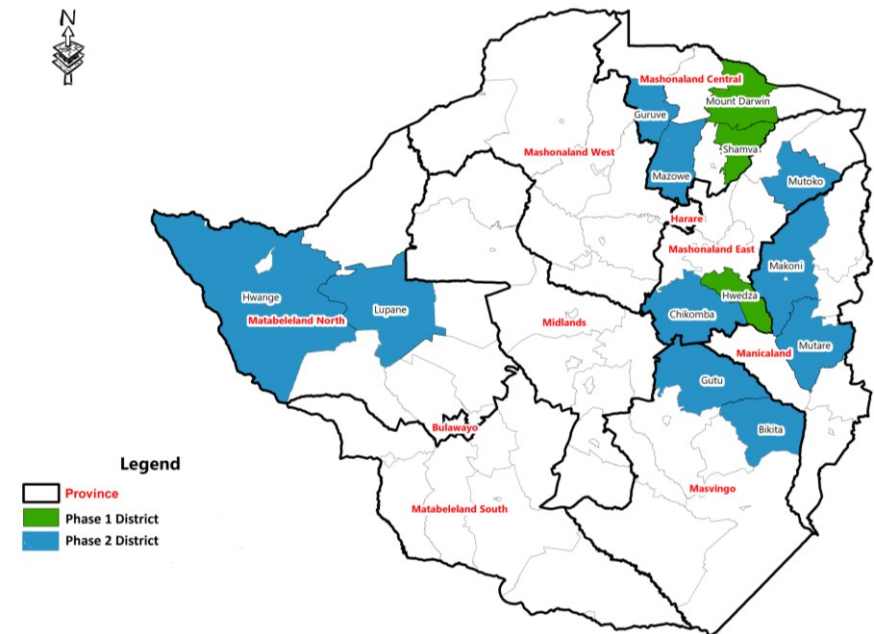 N
Mashonaland Central
Mount Darwin
Guruve
Shamva
Mashonaland West
Mazowe
Mutoko
Harare
Mashonaland East
Makoni
Hwange
Hwedza
Lupane
Chikomba
Matabeleland North
Midlands
Mutare
Manicaland
Gutu
Bulawayo
Bikita
Masvingo
Matabeleland South
Legend
Province
Phase 1 District
Phase 2 District